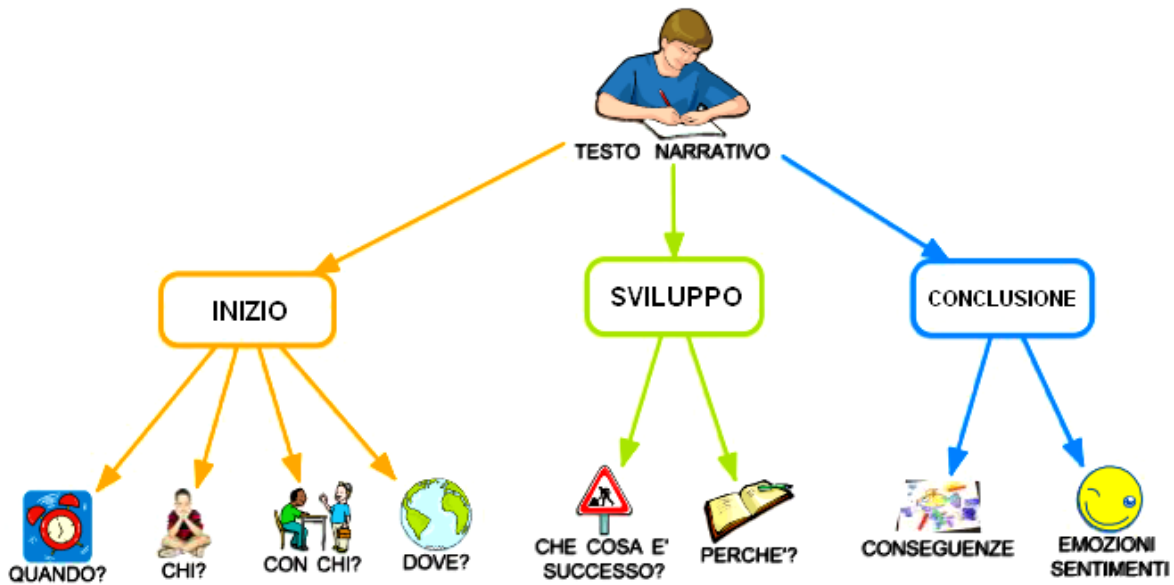 TESTO NARRATIVO
INIZIO
SVILUPPO
CONCLUSIONE
QUANDO?
CHI?
CON CHI?
DOVE?
CHE COSA E'
SUCCESSO?
PERCHE'?
CONSEGUENZE
EMOZIONI
SENTIMENTI